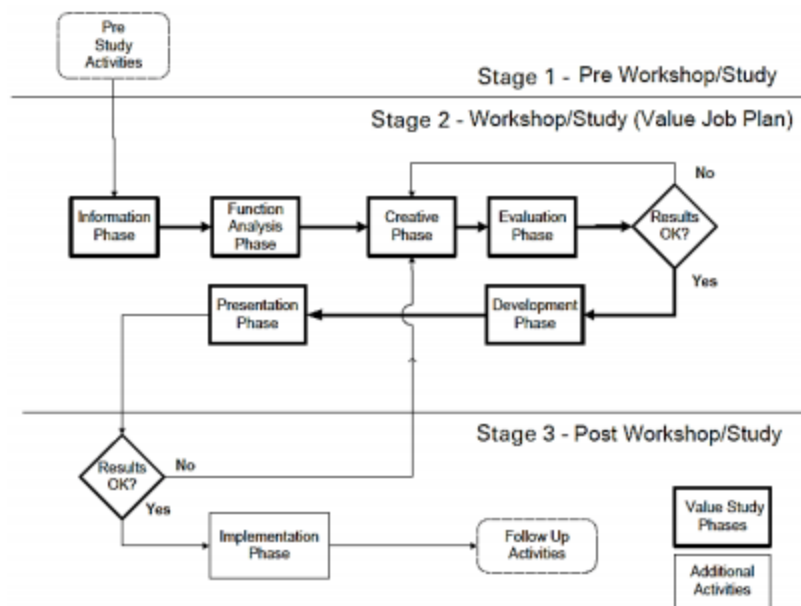 Pre
Study
Activities
Stage 1 - Pre Workshop/Study
Stage 2 - Workshop/Study (Value Job Plan)
No
Information
Phase
Function
Analysis
Phase
Creative
Phase
Evaluation
Phase
Results
OK?
Yes
Presentation
Phase
Development
Phase
Stage 3 - Post Workshop/Study
Results
OK?
No
Yes
Implementation
Phase
Follow Up
Activities
Value Study
Phases
Additional
Activities